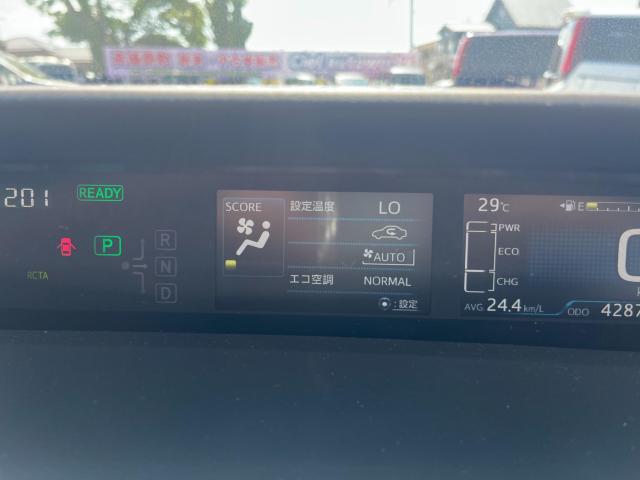 201
READY
P
R
N
D
RCTA
SCORE
設定温度 LO
AUTO
エコ空調 NORMAL
:設定
29℃
E
PWR
ECO
CHG
AVG 24.4 km/L
ODO 4287